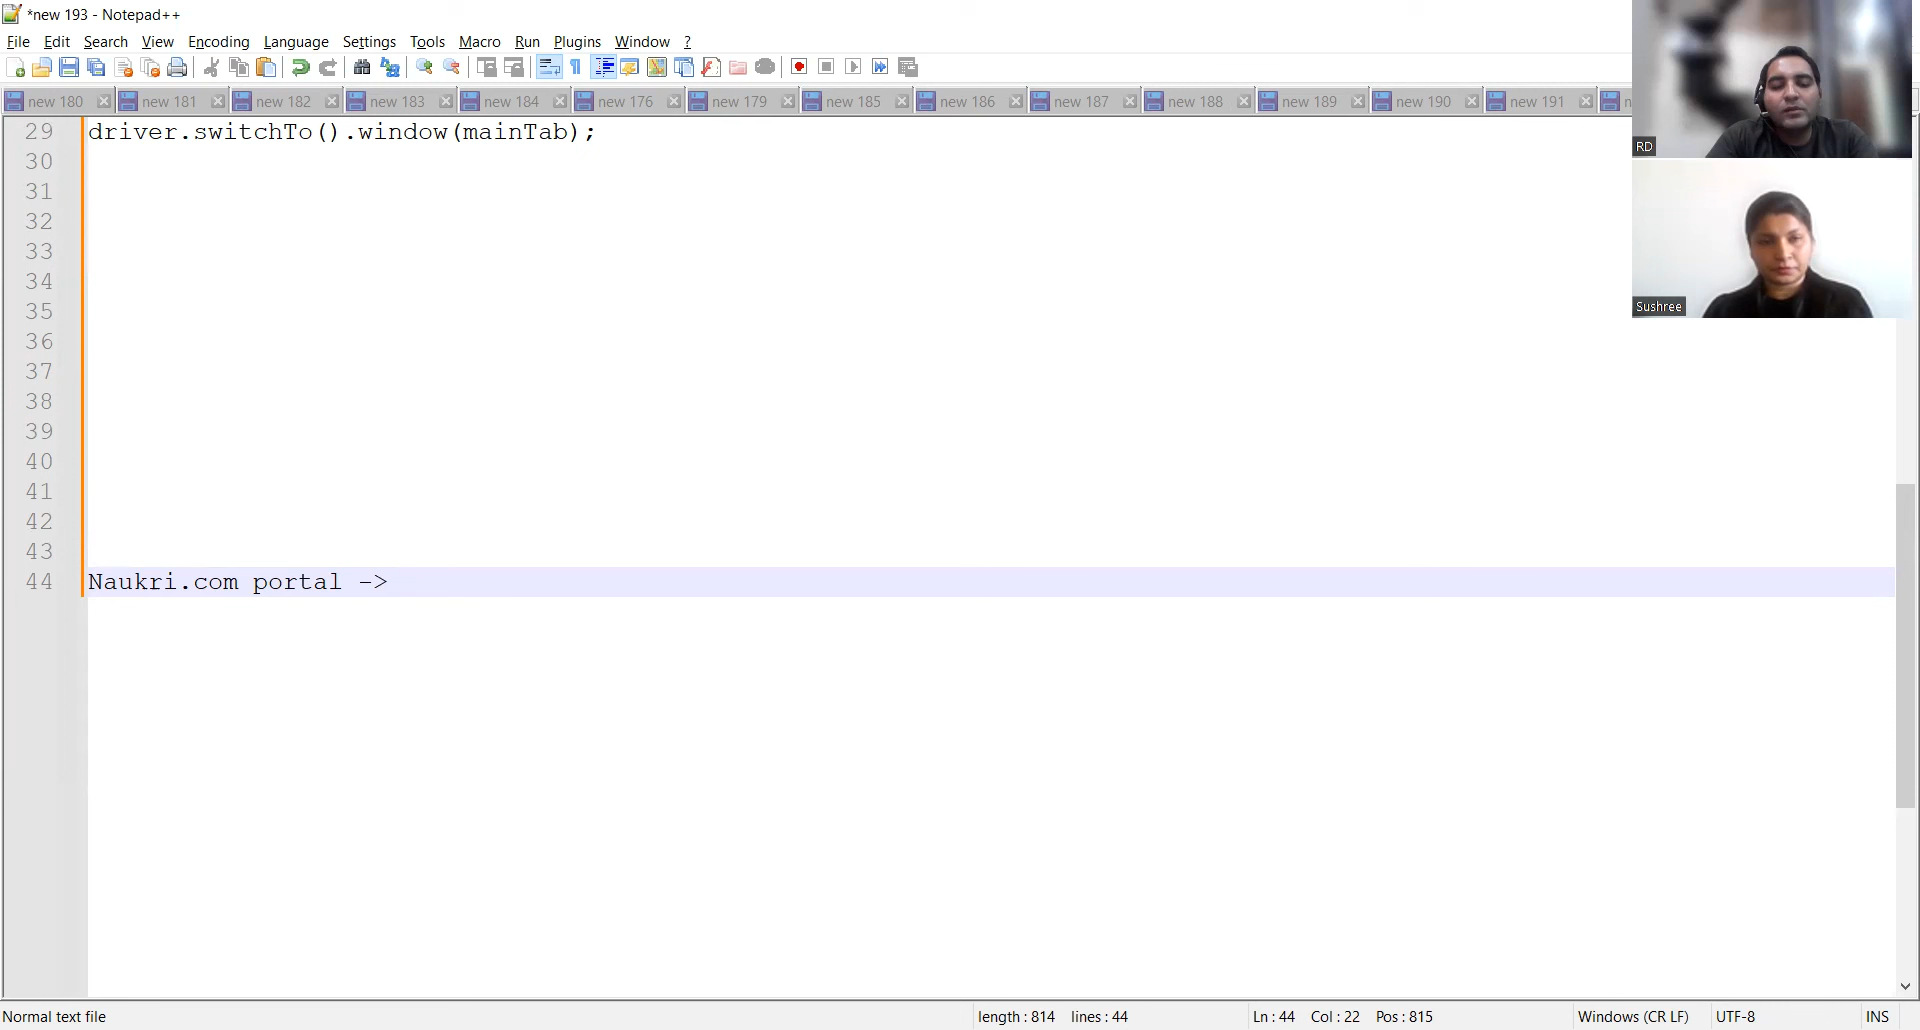 *new 193 - Notepad++
File Edit Search View Encoding Language Settings Tools Macro Run Plugins Window ?
new 180 new 181 new 182 new 183 new 184 new 176 new 179 new 185 new 186 new 187 new 188 new 189 new 190 new 191 n
RD
Sushree
29 driver.switchTo().window(mainTab);
30
31
32
33
34
35
36
37
38
39
40
41
42
43
44 Naukri.com portal ->
Normal text file length : 814 lines : 44 Ln : 44 Col : 22 Pos : 815 Windows (CR LF) UTF-8 INS